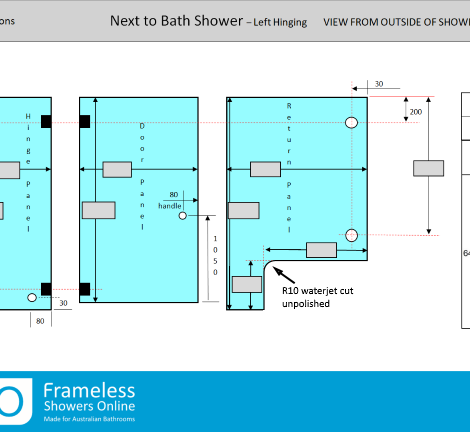 ons
Next to Bath Shower – Left Hinging
VIEW FROM OUTSIDE OF SHOWE
30
200
Hinge Panel
Door Panel
Return Panel
80
handle
1050
R10 waterjet cut
unpolished
30
80
64
Frameless
Showers Online
Made for Australian Bathrooms